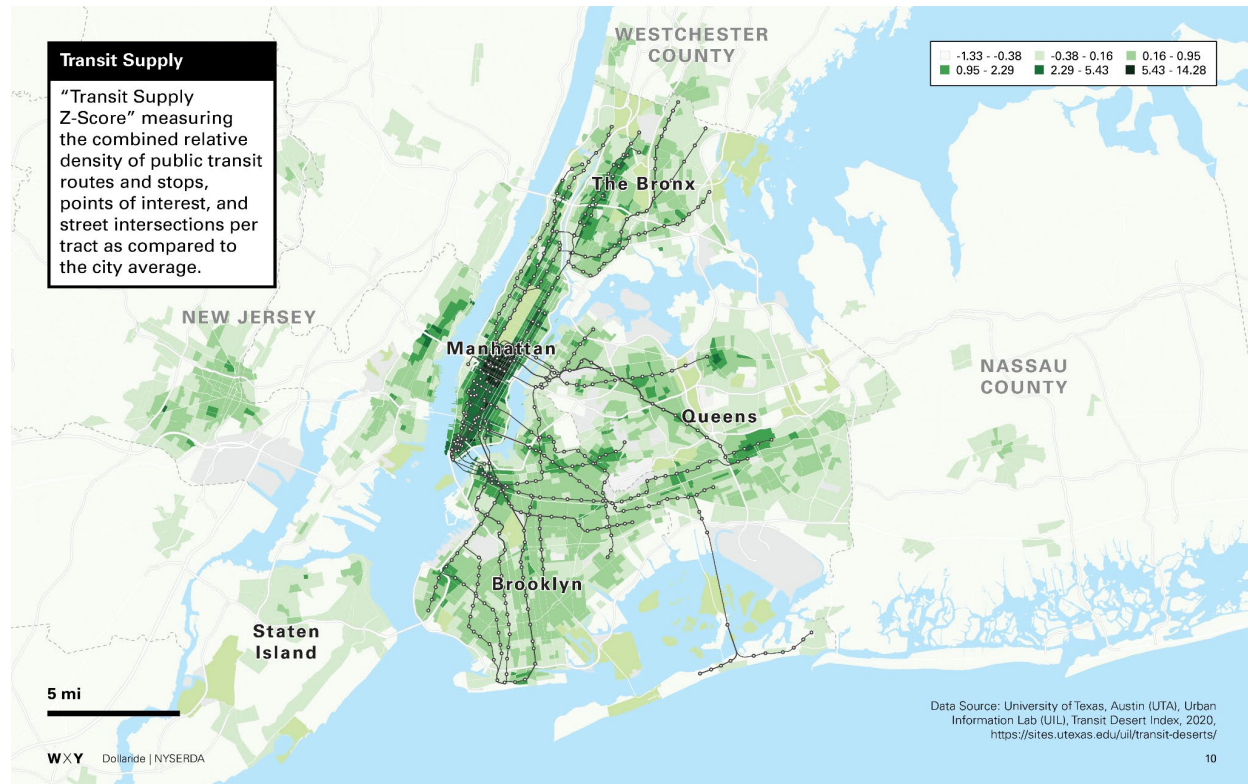 Transit Supply
"Transit Supply
Z-Score" measuring
the combined relative
density of public transit
routes and stops,
points of interest, and
street intersections per
tract as compared to
the city average.
WESTCHESTER
COUNTY
-1.33 - -0.38
-0.38 - 0.16
0.16 - 0.95
0.95 - 2.29
2.29 - 5.43
5.43 - 14.28
The Bronx
NEW JERSEY
Manhattan
NASSAU
COUNTY
Queens
Brooklyn
Staten
Island
5 mi
Data Source: University of Texas, Austin (UTA), Urban
Information Lab (UIL), Transit Desert Index, 2020,
https://sites.utexas.edu/uil/transit-deserts/
WXY Dollaride | NYSERDA
10